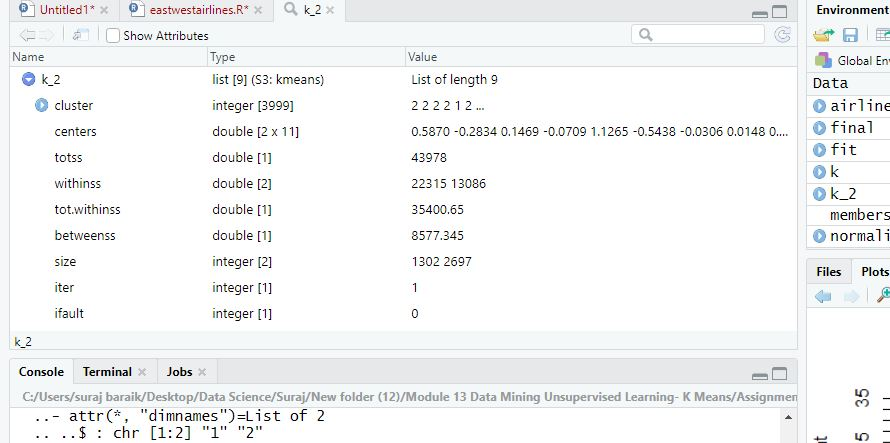 Untitled1* × eastwestairlines.R* × k_2 ×
Show Attributes
Name Type Value
k_2 list [9] (S3: kmeans) List of length 9
cluster integer [3999] 2 2 2 2 1 2 ...
centers double [2 x 11] 0.5870 -0.2834 0.1469 -0.0709 1.1265 -0.5438 -0.0306 0.0148 0....
totss double [1] 43978
withinss double [2] 22315 13086
tot.withinss double [1] 35400.65
betweenss double [1] 8577.345
size integer [2] 1302 2697
iter integer [1] 1
ifault integer [1] 0
k_2
Console Terminal × Jobs ×
C:/Users/suraj baraik/Desktop/Data Science/Suraj/New folder (12)/Module 13 Data Mining Unsupervised Learning- K Means/Assignmen
..- attr(*, "dimnames")=List of 2
.. ..$ : chr [1:2] "1" "2"
Environment
Global Env
Data
airline
final
fit
k
k_2
members
normali
Files Plots
35